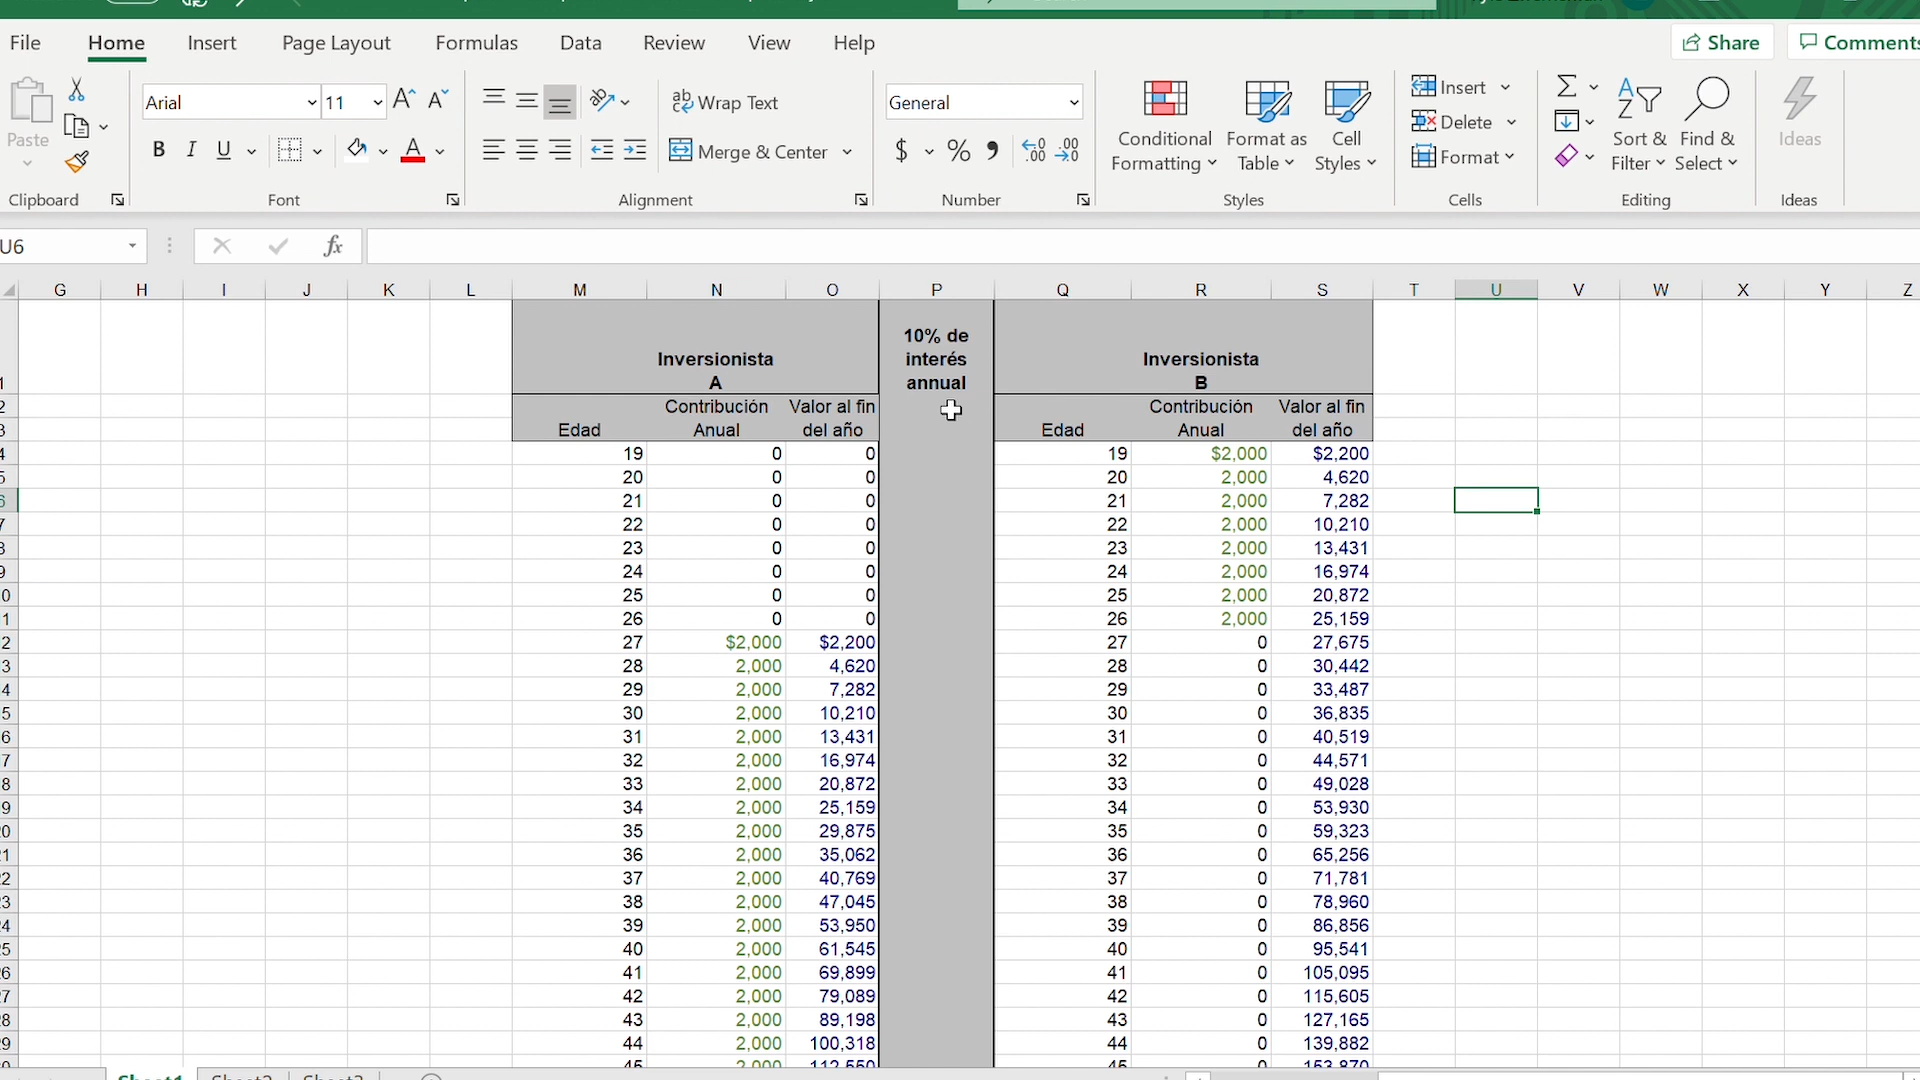 File Home Insert Page Layout Formulas Data Review View Help Share Comments
Arial 11 Wrap Text General Insert
Paste Conditional Format as Cell Delete Sort & Find & Ideas
B I U Merge & Center $ % Formatting Table Styles Format Filter Select
Clipboard Font Alignment Number Styles Cells Editing Ideas
U6 fx
G H I J K L M N O P Q R S T U V W X Y Z
10% de
Inversionista interés Inversionista
A annual B
Contribución Valor al fin Contribución Valor al fin
Edad Anual del año Edad Anual del año
19 0 0 19 $2,000 $2,200
20 0 0 20 2,000 4,620
21 0 0 21 2,000 7,282
22 0 0 22 2,000 10,210
23 0 0 23 2,000 13,431
24 0 0 24 2,000 16,974
25 0 0 25 2,000 20,872
26 0 0 26 2,000 25,159
27 $2,000 $2,200 27 0 27,675
28 2,000 4,620 28 0 30,442
29 2,000 7,282 29 0 33,487
30 2,000 10,210 30 0 36,835
31 2,000 13,431 31 0 40,519
32 2,000 16,974 32 0 44,571
33 2,000 20,872 33 0 49,028
34 2,000 25,159 34 0 53,930
35 2,000 29,875 35 0 59,323
36 2,000 35,062 36 0 65,256
37 2,000 40,769 37 0 71,781
38 2,000 47,045 38 0 78,960
39 2,000 53,950 39 0 86,856
40 2,000 61,545 40 0 95,541
41 2,000 69,899 41 0 105,095
42 2,000 79,089 42 0 115,605
43 2,000 89,198 43 0 127,165
44 2,000 100,318 44 0 139,882
45 2,000 112,550 45 0 153,870
Sheet1 Sheet2 Sheet3